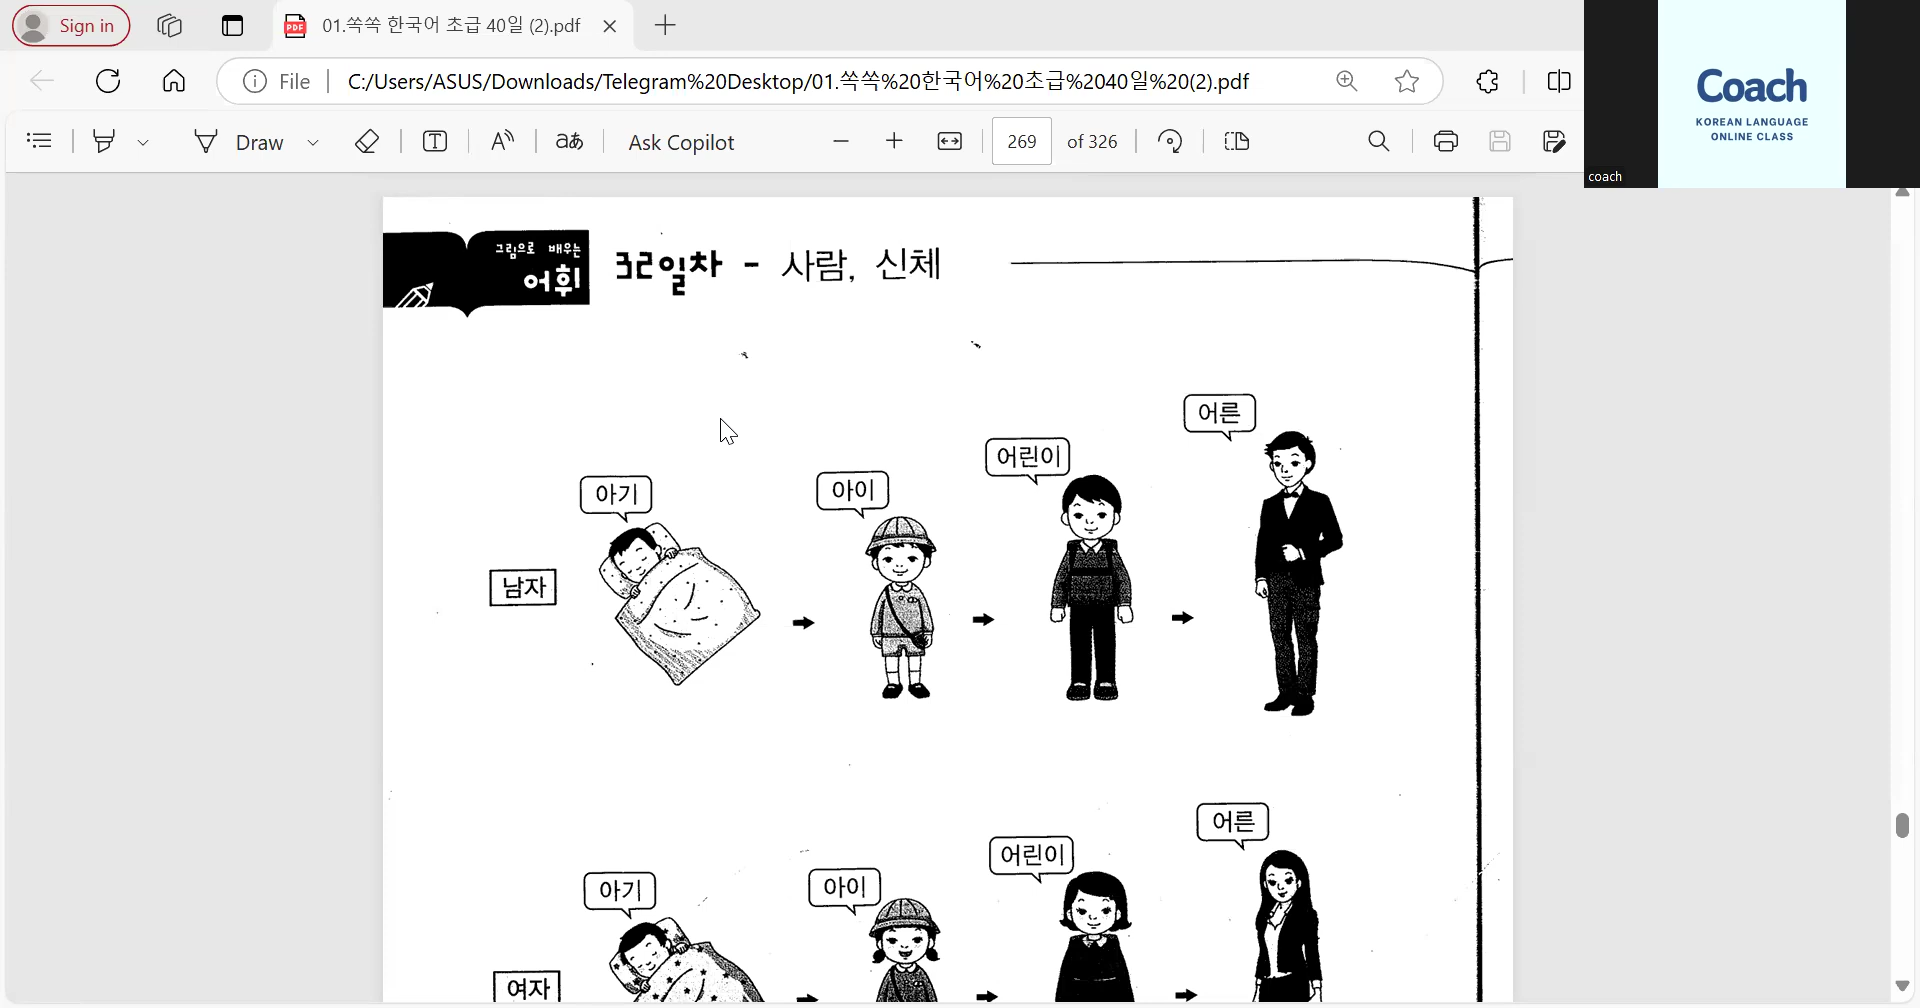 Sign in
01.쏙쏙 한국어 초급 40일 (2).pdf
File
C:/Users/ASUS/Downloads/Telegram%20Desktop/01.쏙쏙%20한국어%20초급%2040일%20(2).pdf
Draw
aあ
Ask Copilot
269 of 326
Coach
KOREAN LANGUAGE
ONLINE CLASS
coach
그림으로 배우는
어휘
32일차 - 사람, 신체
어른
어린이
아이
아기
남자
어른
어린이
아이
아기
여자